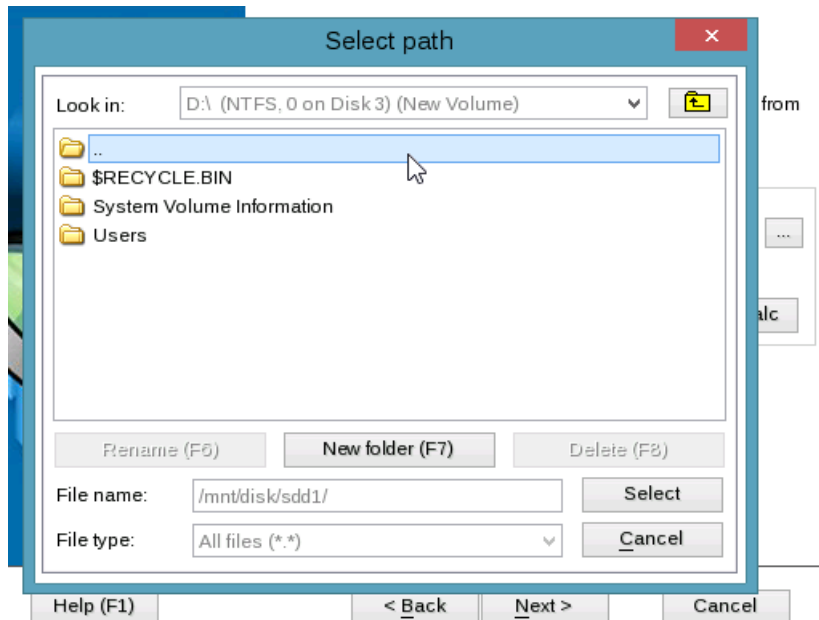 Select path
Look in:
D:\ (NTFS, 0 on Disk 3) (New Volume)
from
..
$RECYCLE.BIN
System Volume Information
Users
...
alc
Rename (F6)
New folder (F7)
Delete (F8)
File name:
/mnt/disk/sdd1/
Select
File type:
All files (*.*)
Cancel
Help (F1)
< Back
Next >
Cancel